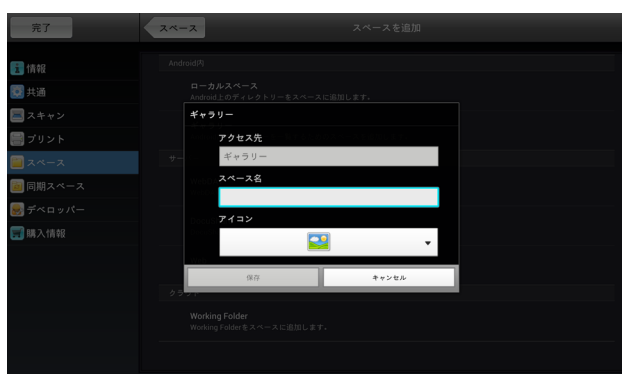 完了
スペース
スペースを追加
情報
共通
スキャン
プリント
スペース
同期スペース
デベロッパー
購入情報
Android内
ローカルスペース
Android上のディレクトリーをスペースに追加します。
サー
ギャラリー
アクセス先
ギャラリー
スペース名
アイコン
保存
キャンセル
クラウド
Working Folder
Working Folderをスペースに追加します。